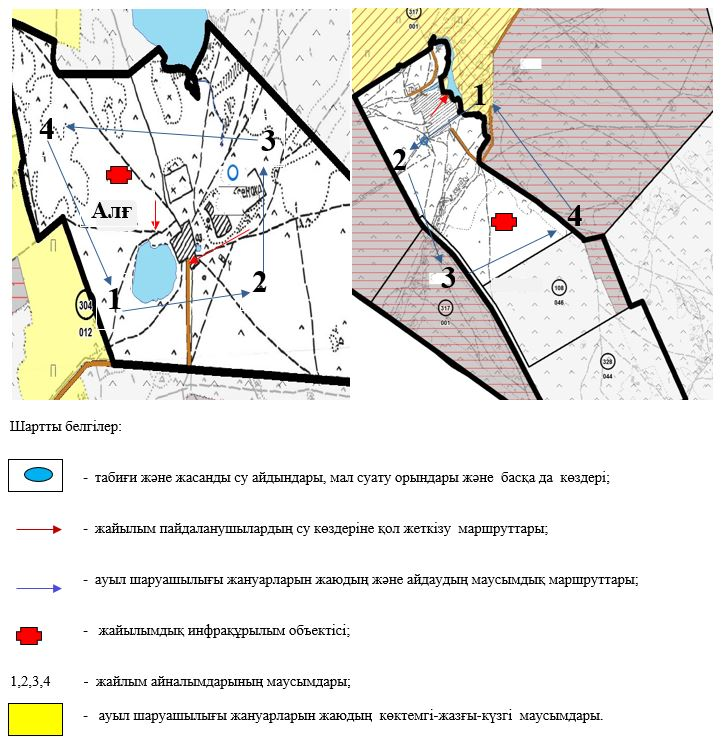 317
001
1
2
3
4
317
001
108
046
328
044
4
3
Алғ
2
1
304
012
П
П
Шартты белгілер:
- табиғи және жасанды су айдындары, мал суату орындары және басқа да көздері;
- жайылым пайдаланушылардың су көздеріне қол жеткізу маршруттары;
- ауыл шаруашылығы жануарларын жаюдың және айдаудың маусымдық маршруттары;
- жайылымдық инфрақұрылым объектісі;
1,2,3,4 - жайлым айналымдарының маусымдары;
- ауыл шаруашылығы жануарларын жаюдың көктемгі-жазғы-күзгі маусымдары.